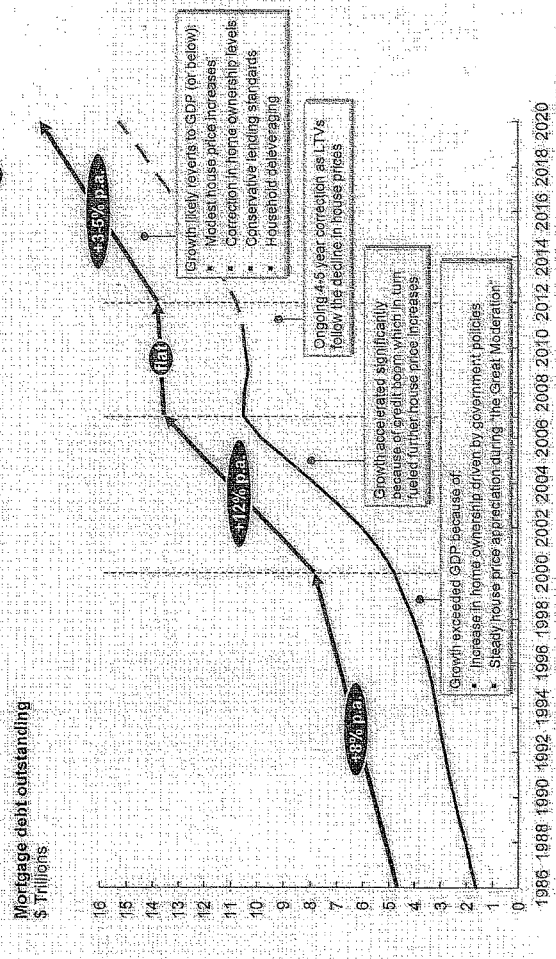 Mortgage debt outstanding
$ Trillions
16
15
14
13
12
11
10
9
8
7
6
5
4
3
2
1
0
+8% p.a.
+12% p.a.
flat
+3-5% p.a.
Growth likely reverts to GDP (or below):
▪ Modest house price increases
▪ Correction in home ownership levels
▪ Conservative lending standards
▪ Household deleveraging
Ongoing 4-5 year correction as LTVs
follow the decline in house prices
Growth accelerated significantly
because of credit boom which in turn
fueled further house price increases
Growth exceeded GDP because of:
▪ Increase in home ownership driven by government policies
▪ Steady house price appreciation during "the Great Moderation"
1986 1988 1990 1992 1994 1996 1998 2000 2002 2004 2006 2008 2010 2012 2014 2016 2018 2020